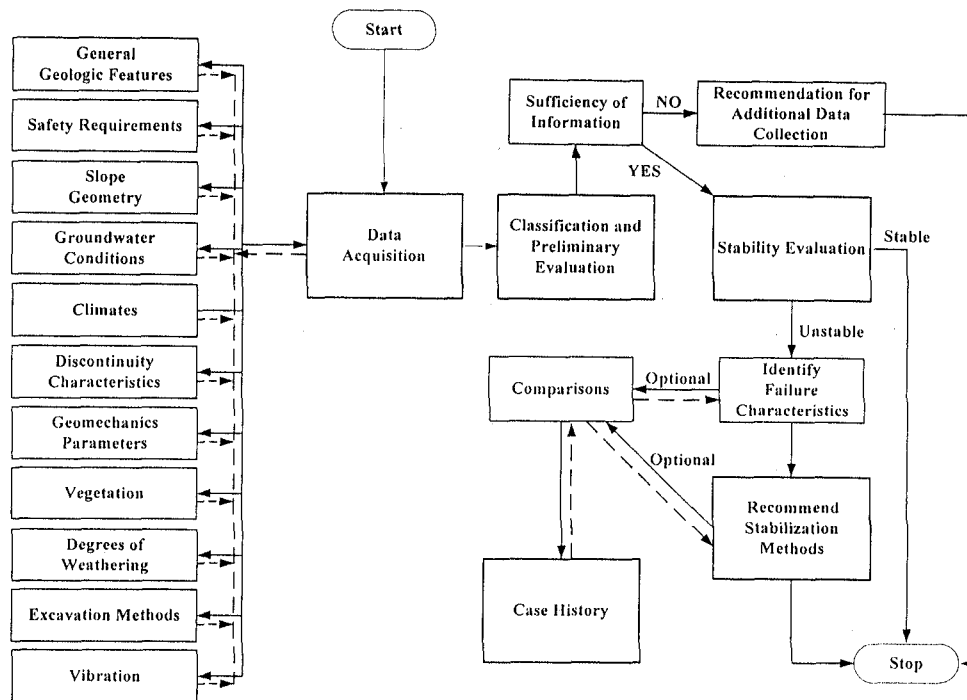 Start
General
Geologic Features
Safety Requirements
Slope
Geometry
Groundwater
Conditions
Climates
Discontinuity
Characteristics
Geomechanics
Parameters
Vegetation
Degrees of
Weathering
Excavation Methods
Vibration
Data
Acquisition
Classification and
Preliminary
Evaluation
Sufficiency of
Information
NO
Recommendation for
Additional Data
Collection
YES
Stability Evaluation
Stable
Unstable
Identify
Failure
Characteristics
Optional
Comparisons
Optional
Recommend
Stabilization
Methods
Case History
Stop